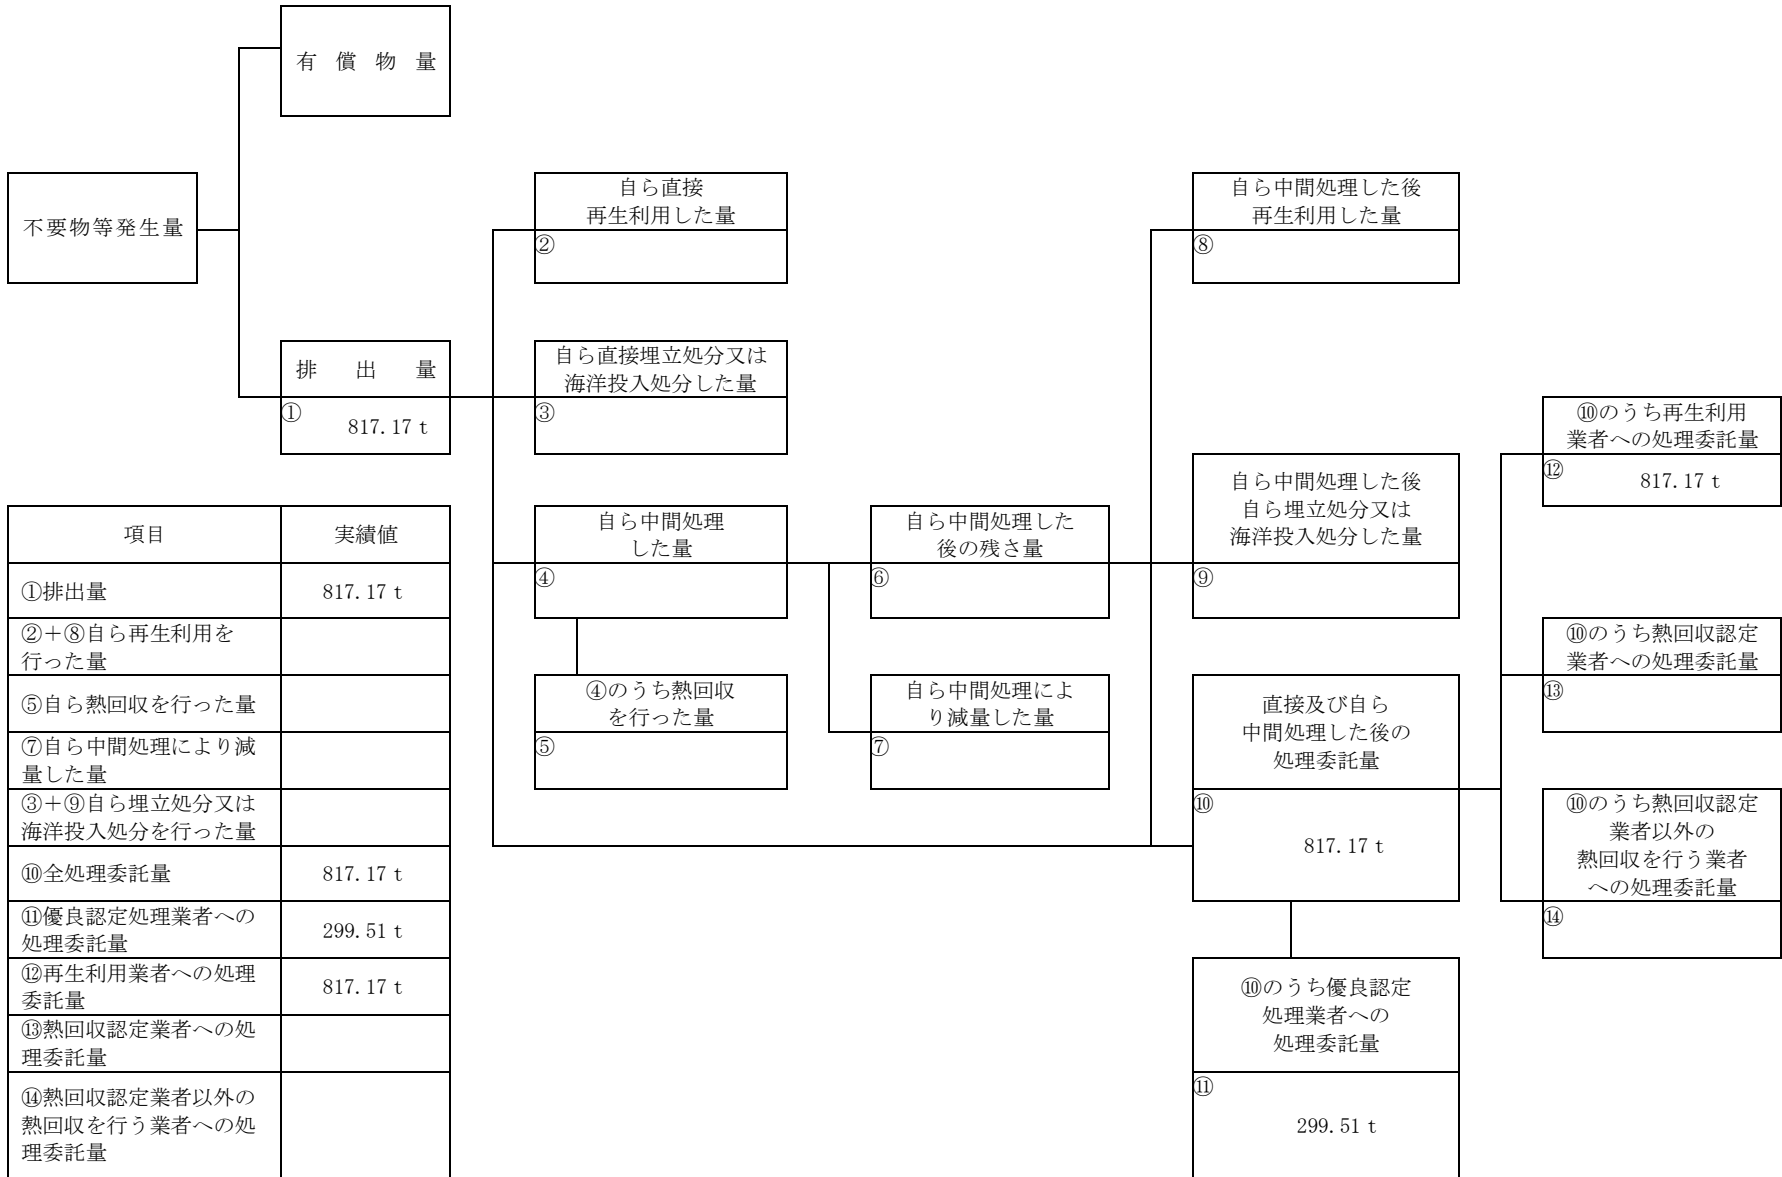 有償物量
不要物等発生量
排出量
①
817.17 t
自ら直接
再生利用した量
②
自ら直接埋立処分又は
海洋投入処分した量
③
自ら中間処理
した量
④
④のうち熱回収
を行った量
⑤
自ら中間処理した
後の残さ量
⑥
自ら中間処理によ
り減量した量
⑦
自ら中間処理した後
再生利用した量
⑧
自ら中間処理した後
自ら埋立処分又は
海洋投入処分した量
⑨
直接及び自ら
中間処理した後の
処理委託量
⑩
817.17 t
⑩のうち優良認定
処理業者への
処理委託量
⑪
299.51 t
⑩のうち再生利用
業者への処理委託量
⑫
817.17 t
⑩のうち熱回収認定
業者への処理委託量
⑬
⑩のうち熱回収認定
業者以外の
熱回収を行う業者
への処理委託量
⑭
項目 実績値
①排出量 817.17 t
②+⑧自ら再生利用を
行った量
⑤自ら熱回収を行った量
⑦自ら中間処理により減
量した量
③+⑨自ら埋立処分又は
海洋投入処分を行った量
⑩全処理委託量 817.17 t
⑪優良認定処理業者への
処理委託量
299.51 t
⑫再生利用業者への処理
委託量
817.17 t
⑬熱回収認定業者への処
理委託量
⑭熱回収認定業者以外の
熱回収を行う業者への処
理委託量